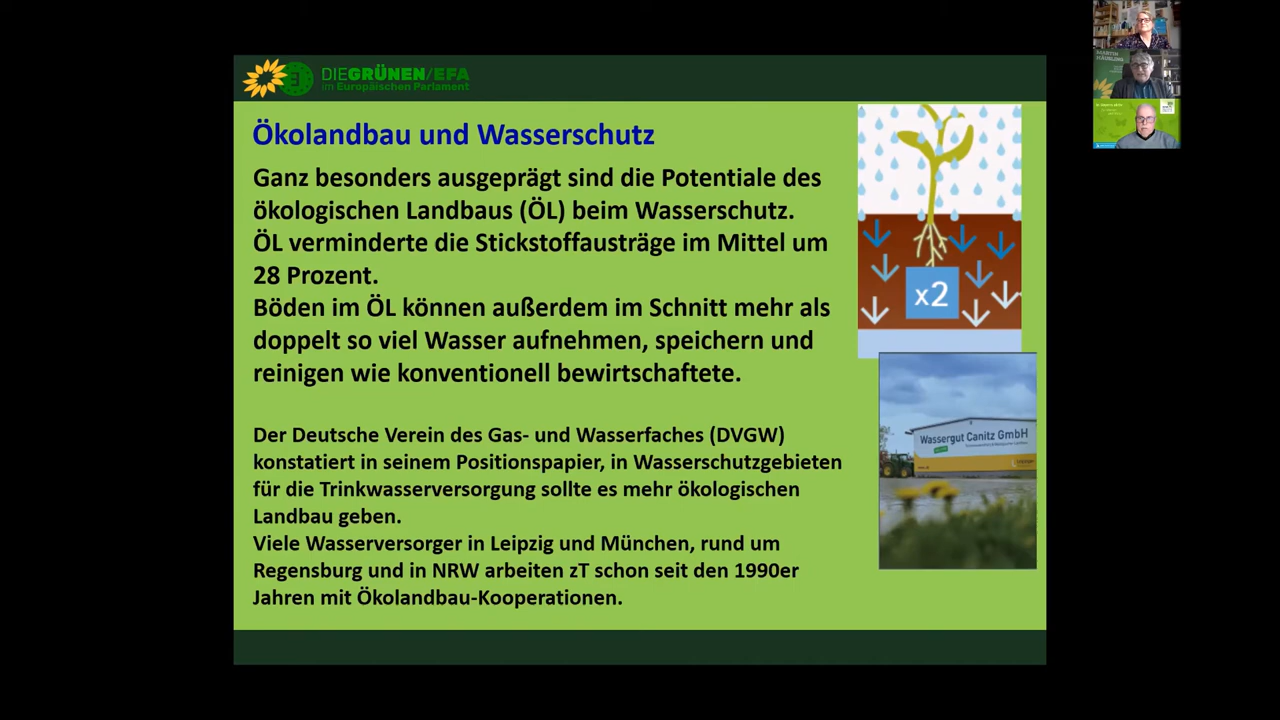 DIE GRÜNEN/EFA
im Europäischen Parlament
Ökolandbau und Wasserschutz
Ganz besonders ausgeprägt sind die Potentiale des
ökologischen Landbaus (ÖL) beim Wasserschutz.
ÖL verminderte die Stickstoffausträge im Mittel um
28 Prozent.
Böden im ÖL können außerdem im Schnitt mehr als
doppelt so viel Wasser aufnehmen, speichern und
reinigen wie konventionell bewirtschaftete.
Der Deutsche Verein des Gas- und Wasserfaches (DVGW)
konstatiert in seinem Positionspapier, in Wasserschutzgebieten
für die Trinkwasserversorgung sollte es mehr ökologischen
Landbau geben.
Viele Wasserversorger in Leipzig und München, rund um
Regensburg und in NRW arbeiten zT schon seit den 1990er
Jahren mit Ökolandbau-Kooperationen.
x2
Wassergut Canitz GmbH
MARTIN
HÄUSLING